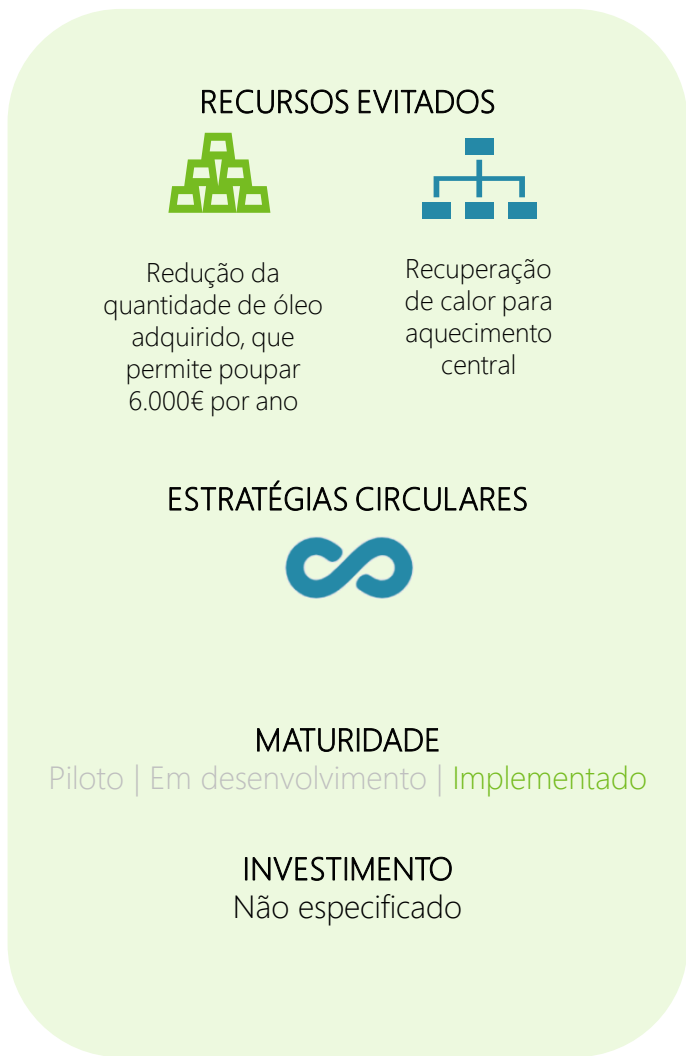 RECURSOS EVITADOS
Redução da
quantidade de óleo
adquirido, que
permite poupar
6.000€ por ano
Recuperação
de calor para
aquecimento
central
ESTRATÉGIAS CIRCULARES
MATURIDADE
Piloto | Em desenvolvimento | Implementado
INVESTIMENTO
Não especificado